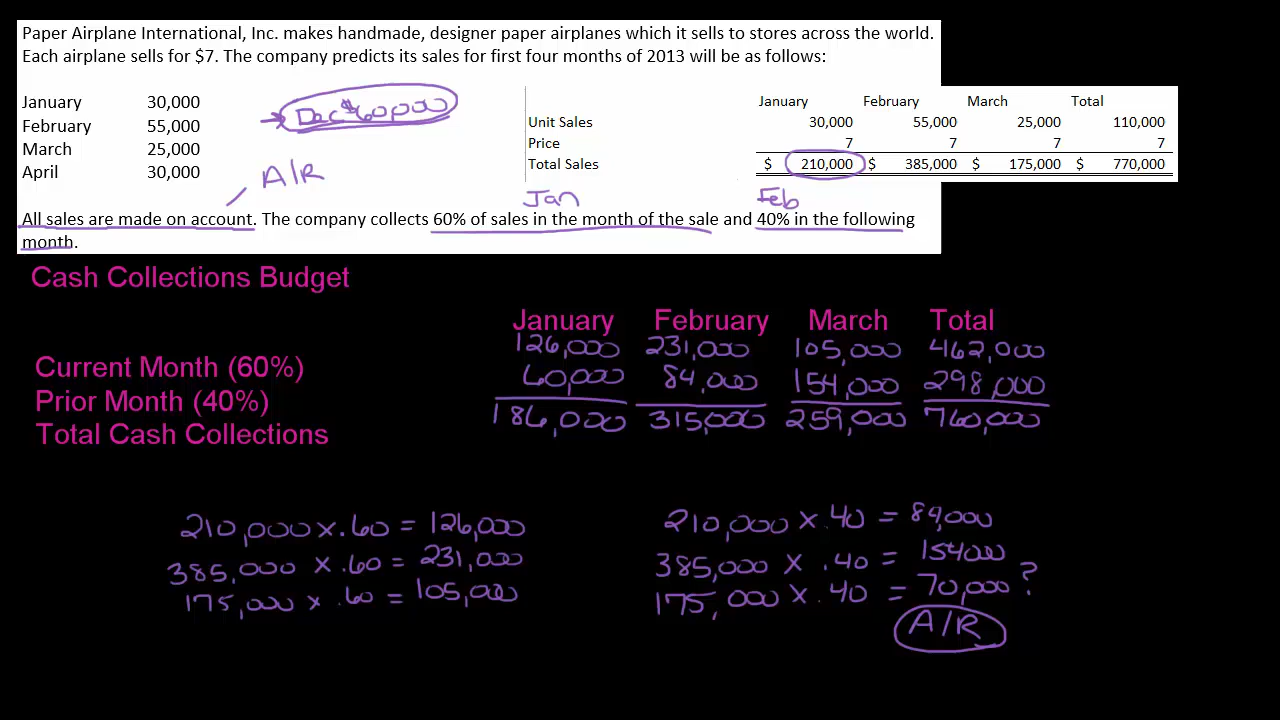 Paper Airplane International, Inc. makes handmade, designer paper airplanes which it sells to stores across the world.
Each airplane sells for $7. The company predicts its sales for first four months of 2013 will be as follows:
January 30,000
February 55,000
March 25,000
April 30,000
Dec $60,000
A/R
January February March Total
Unit Sales 30,000 55,000 25,000 110,000
Price 7 7 7 7
Total Sales $ 210,000 $ 385,000 $ 175,000 $ 770,000
Jan Feb
All sales are made on account. The company collects 60% of sales in the month of the sale and 40% in the following
month.
Cash Collections Budget
January February March Total
Current Month (60%) 126,000 231,000 105,000 462,000
Prior Month (40%) 60,000 84,000 154,000 298,000
Total Cash Collections 186,000 315,000 259,000 760,000
210,000 x .60 = 126,000
385,000 x .60 = 231,000
175,000 x .60 = 105,000
210,000 x .40 = 84,000
385,000 x .40 = 154000
175,000 x .40 = 70,000 ?
A/R